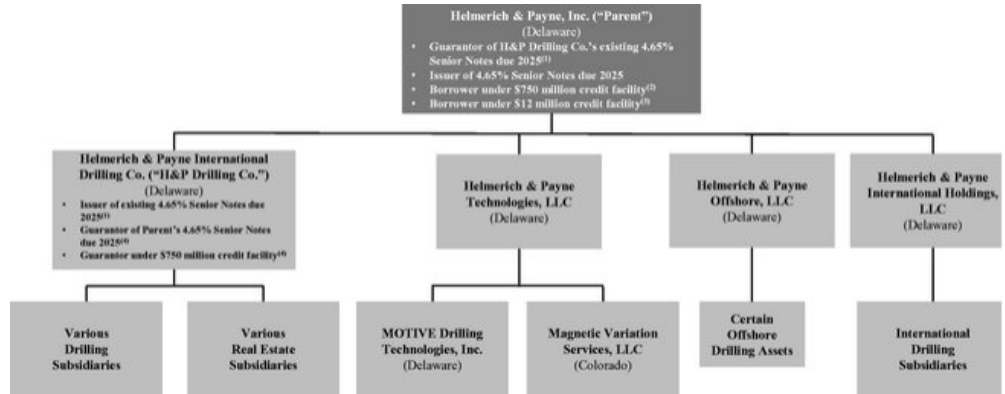 Helmerich & Payne, Inc. (“Parent”)
(Delaware)
• Guarantor of H&P Drilling Co.’s existing 4.65%
Senior Notes due 2025(1)
• Issuer of 4.65% Senior Notes due 2025
• Borrower under $750 million credit facility(2)
• Borrower under $12 million credit facility(3)
Helmerich & Payne International
Drilling Co. (“H&P Drilling Co.”)
(Delaware)
• Issuer of existing 4.65% Senior Notes due
2025(1)
• Guarantor of Parent’s 4.65% Senior Notes
due 2025(4)
• Guarantor under $750 million credit facility(4)
Helmerich & Payne
Technologies, LLC
(Delaware)
Helmerich & Payne
Offshore, LLC
(Delaware)
Helmerich & Payne
International Holdings,
LLC
(Delaware)
Various
Drilling
Subsidiaries
Various
Real Estate
Subsidiaries
MOTIVE Drilling
Technologies, Inc.
(Delaware)
Magnetic Variation
Services, LLC
(Colorado)
Certain
Offshore
Drilling Assets
International
Drilling
Subsidiaries